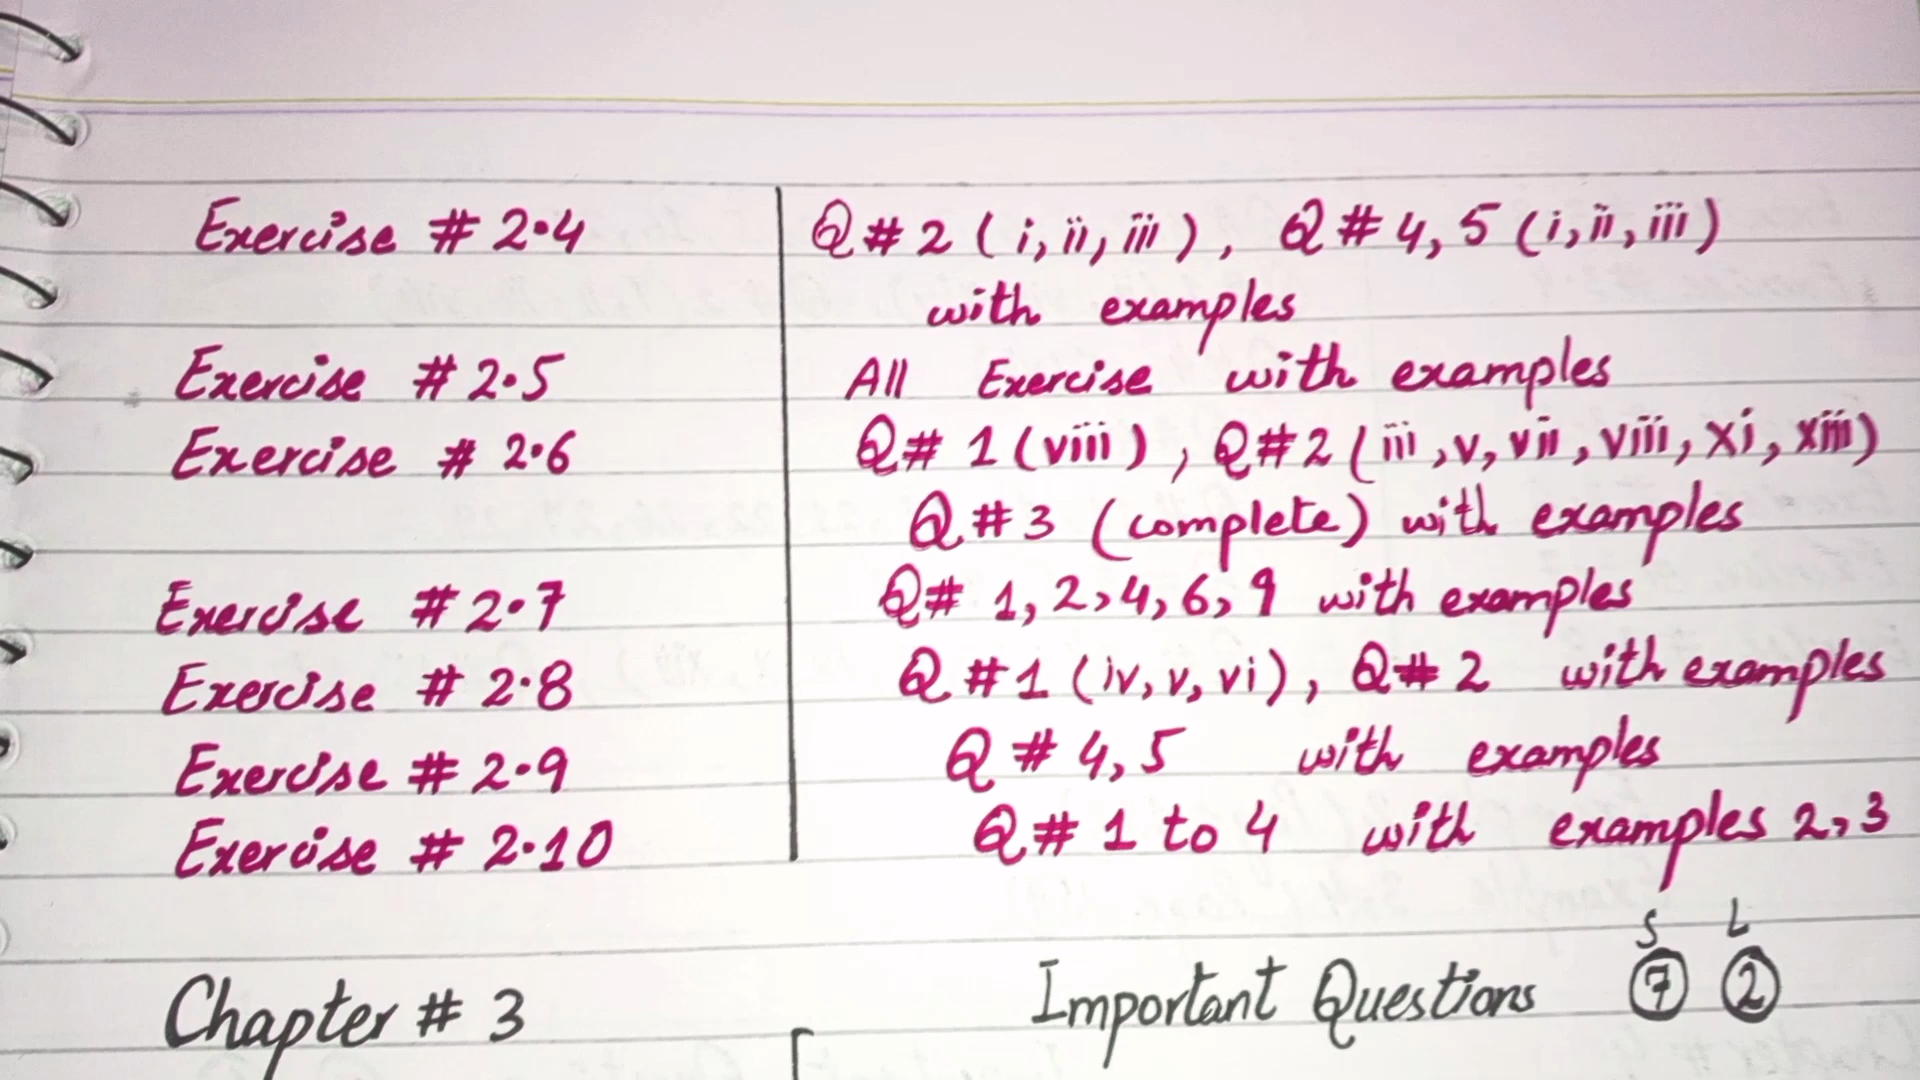 Exercise # 2.4 Q # 2 (i, ii, iii), Q # 4, 5 (i, ii, iii)
with examples
Exercise # 2.5 All Exercise with examples
Exercise # 2.6 Q# 1 (viii), Q#2 (iii, v, vii, viii, xi, xiii)
Q # 3 (complete) with examples
Exercise # 2.7 Q# 1, 2, 4, 6, 9 with examples
Exercise # 2.8 Q #1 (iv, v, vi), Q# 2 with examples
Exercise # 2.9 Q # 4, 5 with examples
Exercise # 2.10 Q# 1 to 4 with examples 2, 3
S L
Chapter # 3 Important Questions 7 2